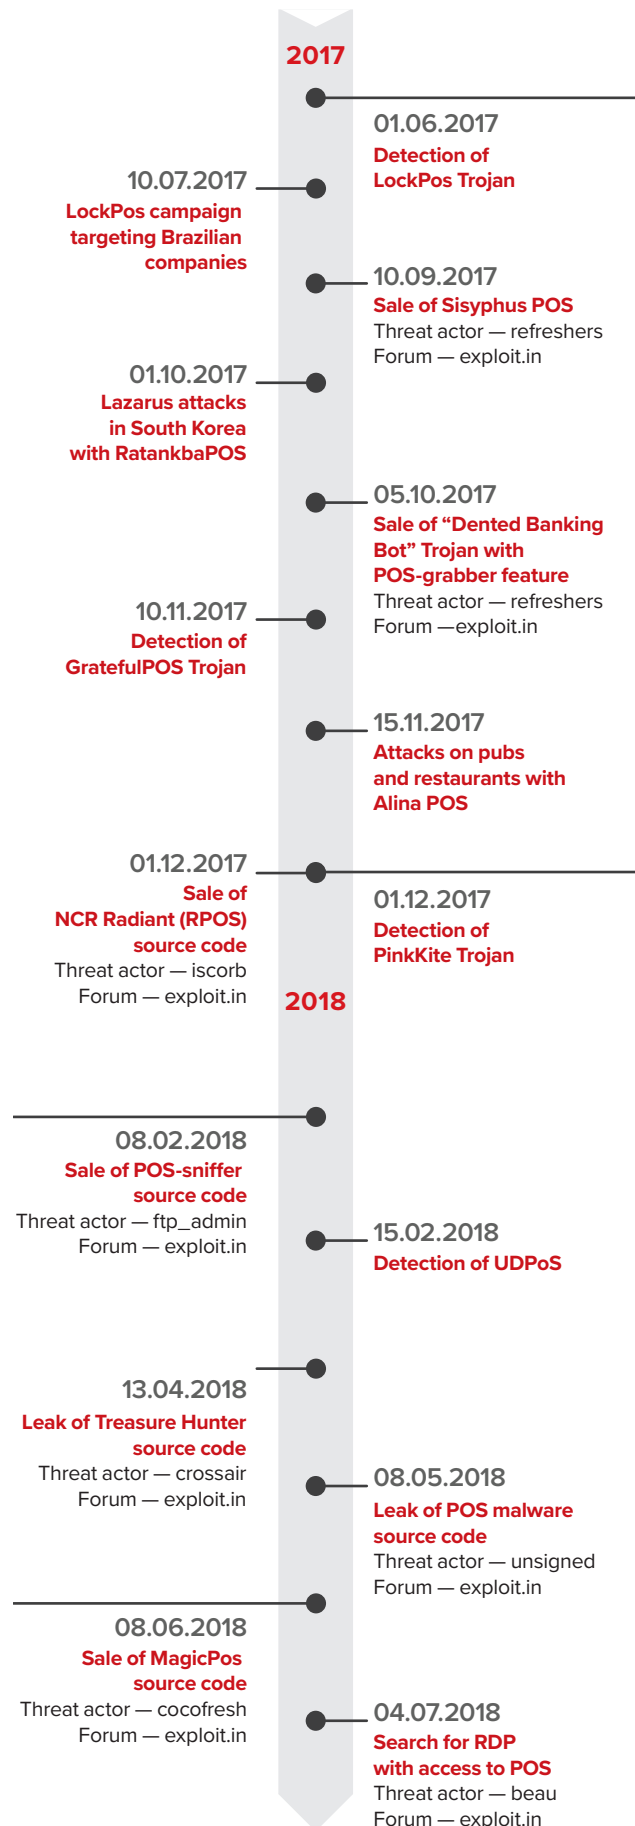 2017
01.06.2017
Detection of
LockPos Trojan
10.07.2017
LockPos campaign
targeting Brazilian
companies
10.09.2017
Sale of Sisyphus POS
Threat actor — refreshers
Forum — exploit.in
01.10.2017
Lazarus attacks
in South Korea
with RatankbaPOS
05.10.2017
Sale of “Dented Banking
Bot” Trojan with
POS-grabber feature
Threat actor — refreshers
Forum —exploit.in
10.11.2017
Detection of
GratefulPOS Trojan
15.11.2017
Attacks on pubs
and restaurants with
Alina POS
01.12.2017
Sale of
NCR Radiant (RPOS)
source code
Threat actor — iscorb
Forum — exploit.in
01.12.2017
Detection of
PinkKite Trojan
2018
08.02.2018
Sale of POS-sniffer
source code
Threat actor — ftp_admin
Forum — exploit.in
15.02.2018
Detection of UDPoS
13.04.2018
Leak of Treasure Hunter
source code
Threat actor — crossair
Forum — exploit.in
08.05.2018
Leak of POS malware
source code
Threat actor — unsigned
Forum — exploit.in
08.06.2018
Sale of MagicPos
source code
Threat actor — cocofresh
Forum — exploit.in
04.07.2018
Search for RDP
with access to POS
Threat actor — beau
Forum — exploit.in